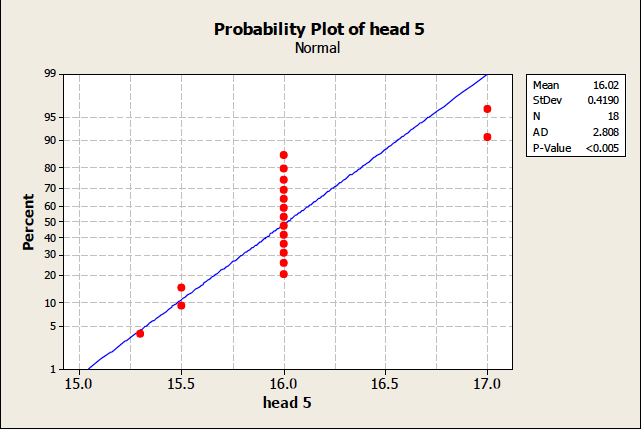 Probability Plot of head 5
Normal
Mean 16.02
StDev 0.4190
N 18
AD 2.808
P-Value <0.005
99
95
90
80
70
60
50
40
30
20
10
5
1
Percent
15.0 15.5 16.0 16.5 17.0
head 5